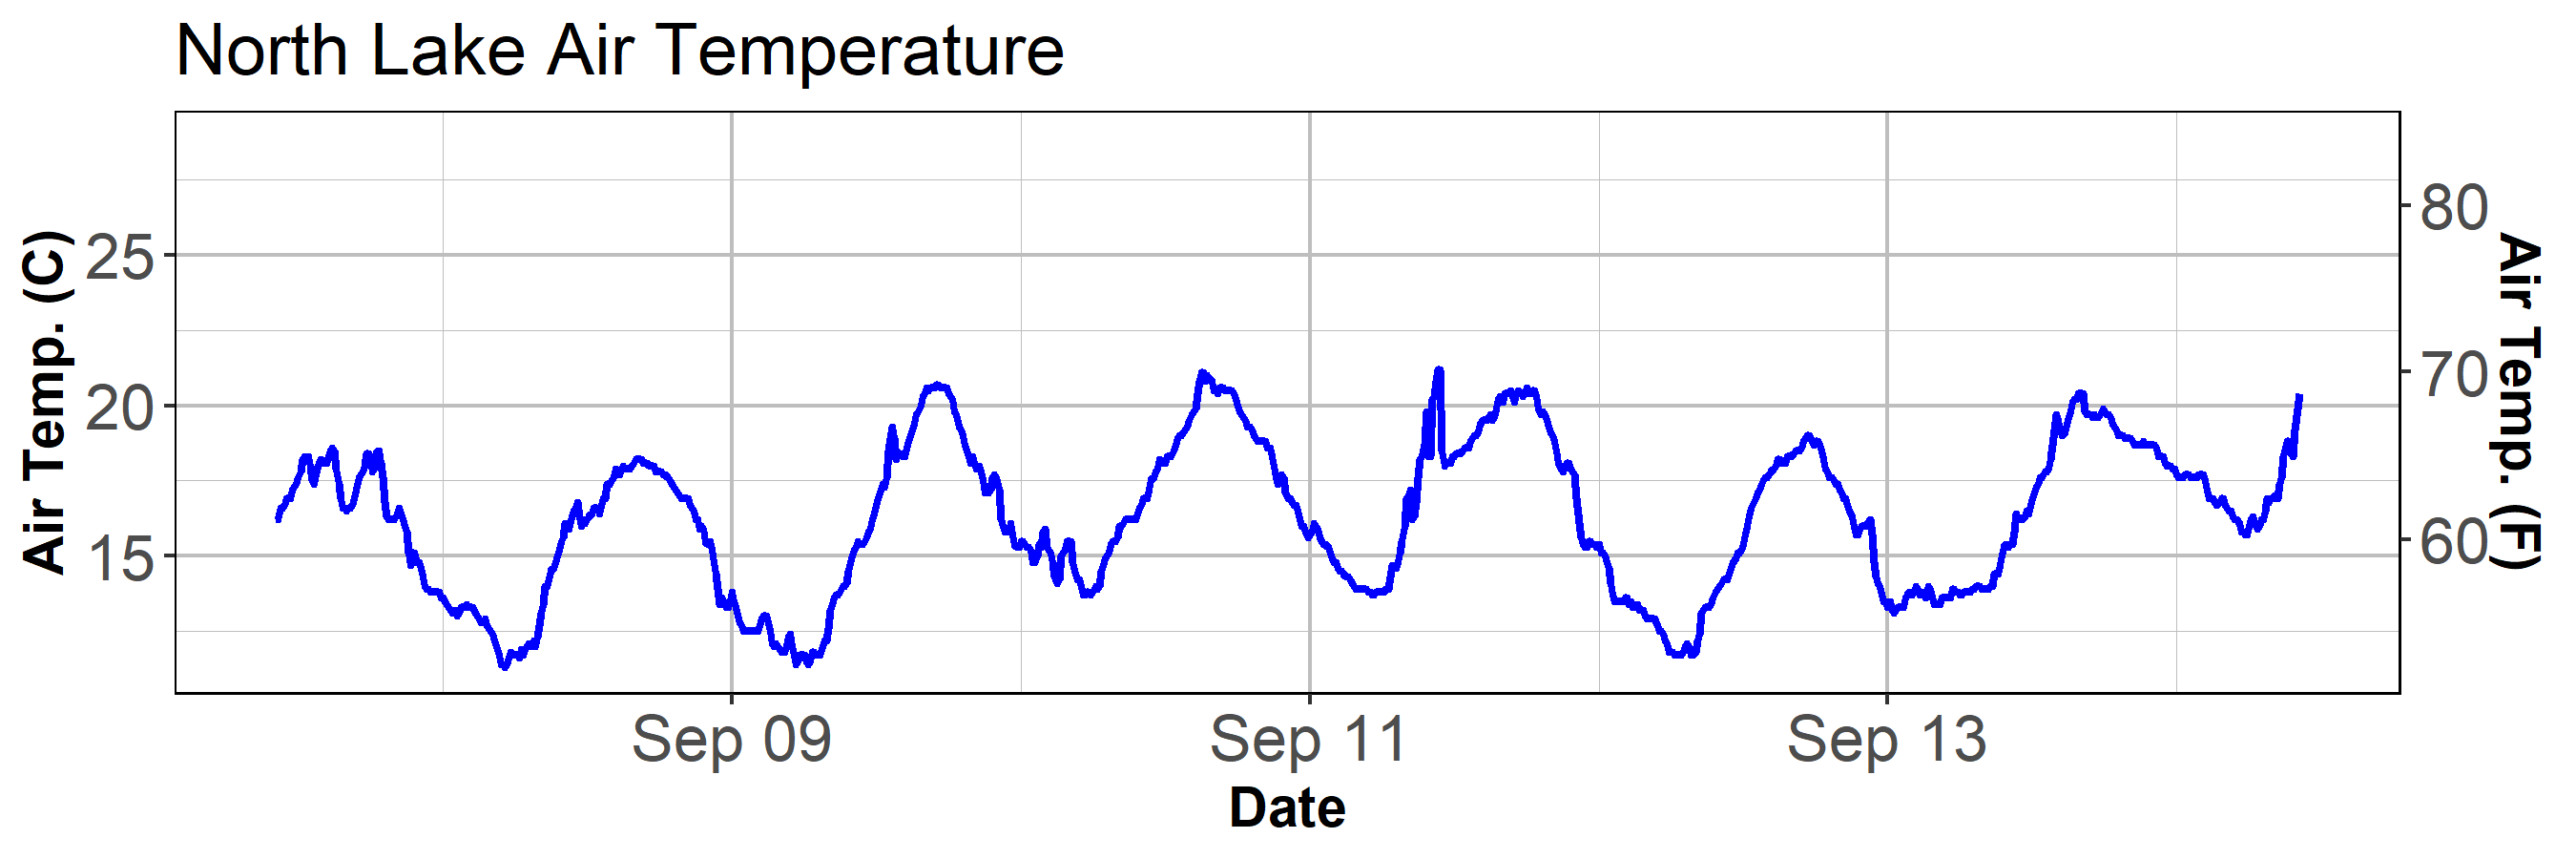 North Lake Air Temperature
Air Temp. (C)
25
20
15
80
70
60
Air Temp. (F)
Sep 09 Sep 11 Sep 13
Date